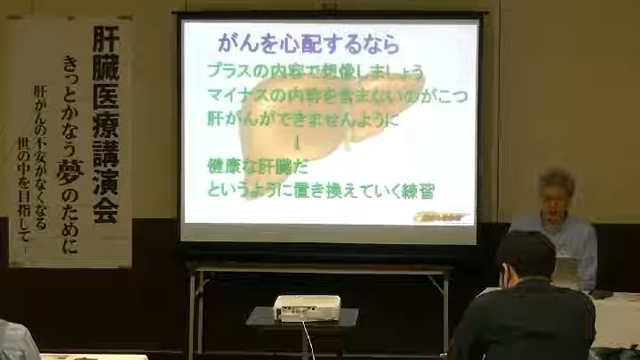 肝臓医療講演会
きっとかなう夢のために
肝がんの不安がなくなる
世の中を目指して
がんを心配するなら
プラスの内容で想像しましょう
マイナスの内容を含まないのがこつ
肝がんができませんように
↓
健康な肝臓だ
というように置き換えていく練習